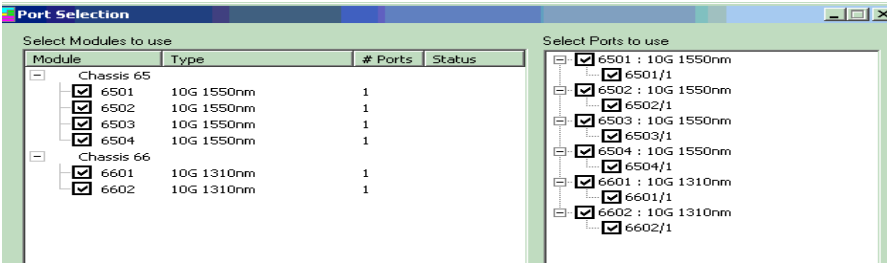 Port Selection
Select Modules to use
Module Type # Ports Status
Chassis 65
6501 10G 1550nm 1
6502 10G 1550nm 1
6503 10G 1550nm 1
6504 10G 1550nm 1
Chassis 66
6601 10G 1310nm 1
6602 10G 1310nm 1
Select Ports to use
6501 : 10G 1550nm
6501/1
6502 : 10G 1550nm
6502/1
6503 : 10G 1550nm
6503/1
6504 : 10G 1550nm
6504/1
6601 : 10G 1310nm
6601/1
6602 : 10G 1310nm
6602/1